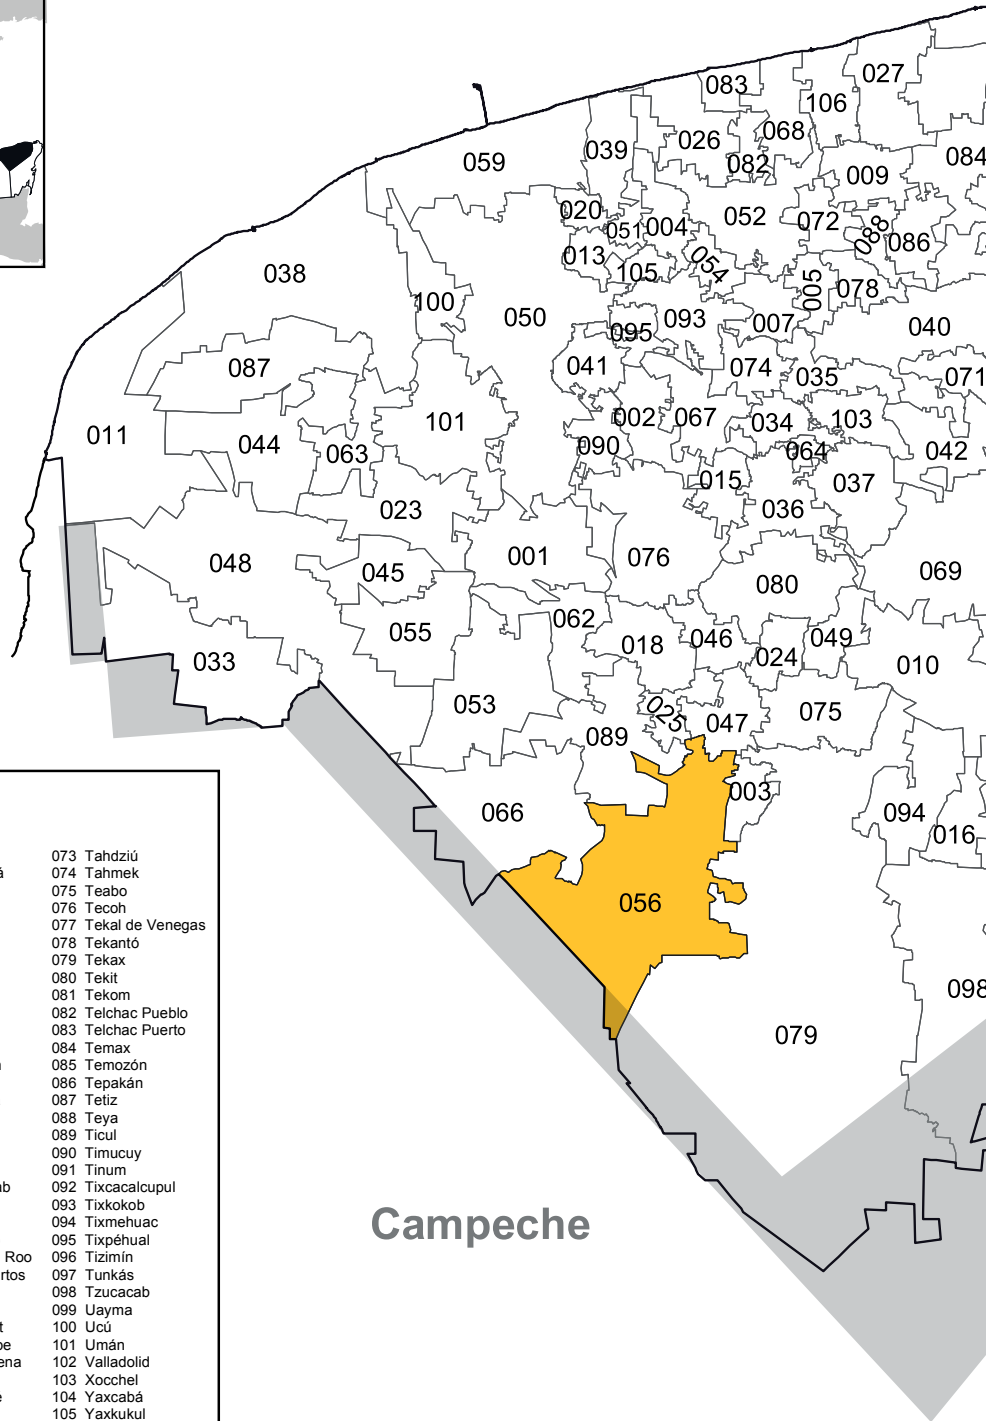 083
027
106
068
026
039
082
059
084
009
020
052
072
088
086
051
004
013
054
105
038
005
078
100
050
095
093
007
040
041
087
074
035
071
002
067
034
103
011
101
044
090
064
042
063
015
037
023
036
048
001
076
045
080
069
062
055
018
046
049
033
024
010
053
025
047
075
089
003
066
094
016
056
098
079
Campeche
073 Tahdziú
á 074 Tahmek
075 Teabo
076 Tecoh
077 Tekal de Venegas
078 Tekantó
079 Tekax
080 Tekit
081 Tekom
082 Telchac Pueblo
083 Telchac Puerto
084 Temax
085 Temozón
086 Tepakán
087 Tetiz
088 Teya
089 Ticul
090 Timucuy
091 Tinum
092 Tixcacalcupul
093 Tixkokob
094 Tixmehuac
095 Tixpéhual
Roo 096 Tizimín
rtos 097 Tunkás
098 Tzucacab
099 Uayma
t 100 Ucú
be 101 Umán
ena 102 Valladolid
103 Xocchel
e 104 Yaxcabá
105 Yaxkukul